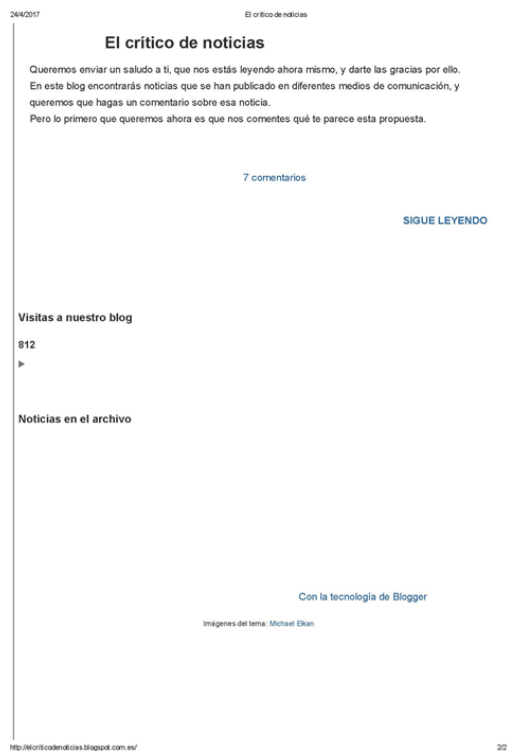 24/4/2017
El crítico de noticias
El crítico de noticias
Queremos enviar un saludo a ti, que nos estás leyendo ahora mismo, y darte las gracias por ello.
En este blog encontrarás noticias que se han publicado en diferentes medios de comunicación, y
queremos que hagas un comentario sobre esa noticia.
Pero lo primero que queremos ahora es que nos comentes qué te parece esta propuesta.
7 comentarios
SIGUE LEYENDO
Visitas a nuestro blog
812
Noticias en el archivo
Con la tecnología de Blogger
Imágenes del tema: Michael Elkan
http://elcriticodenoticias.blogspot.com.es/
2/2